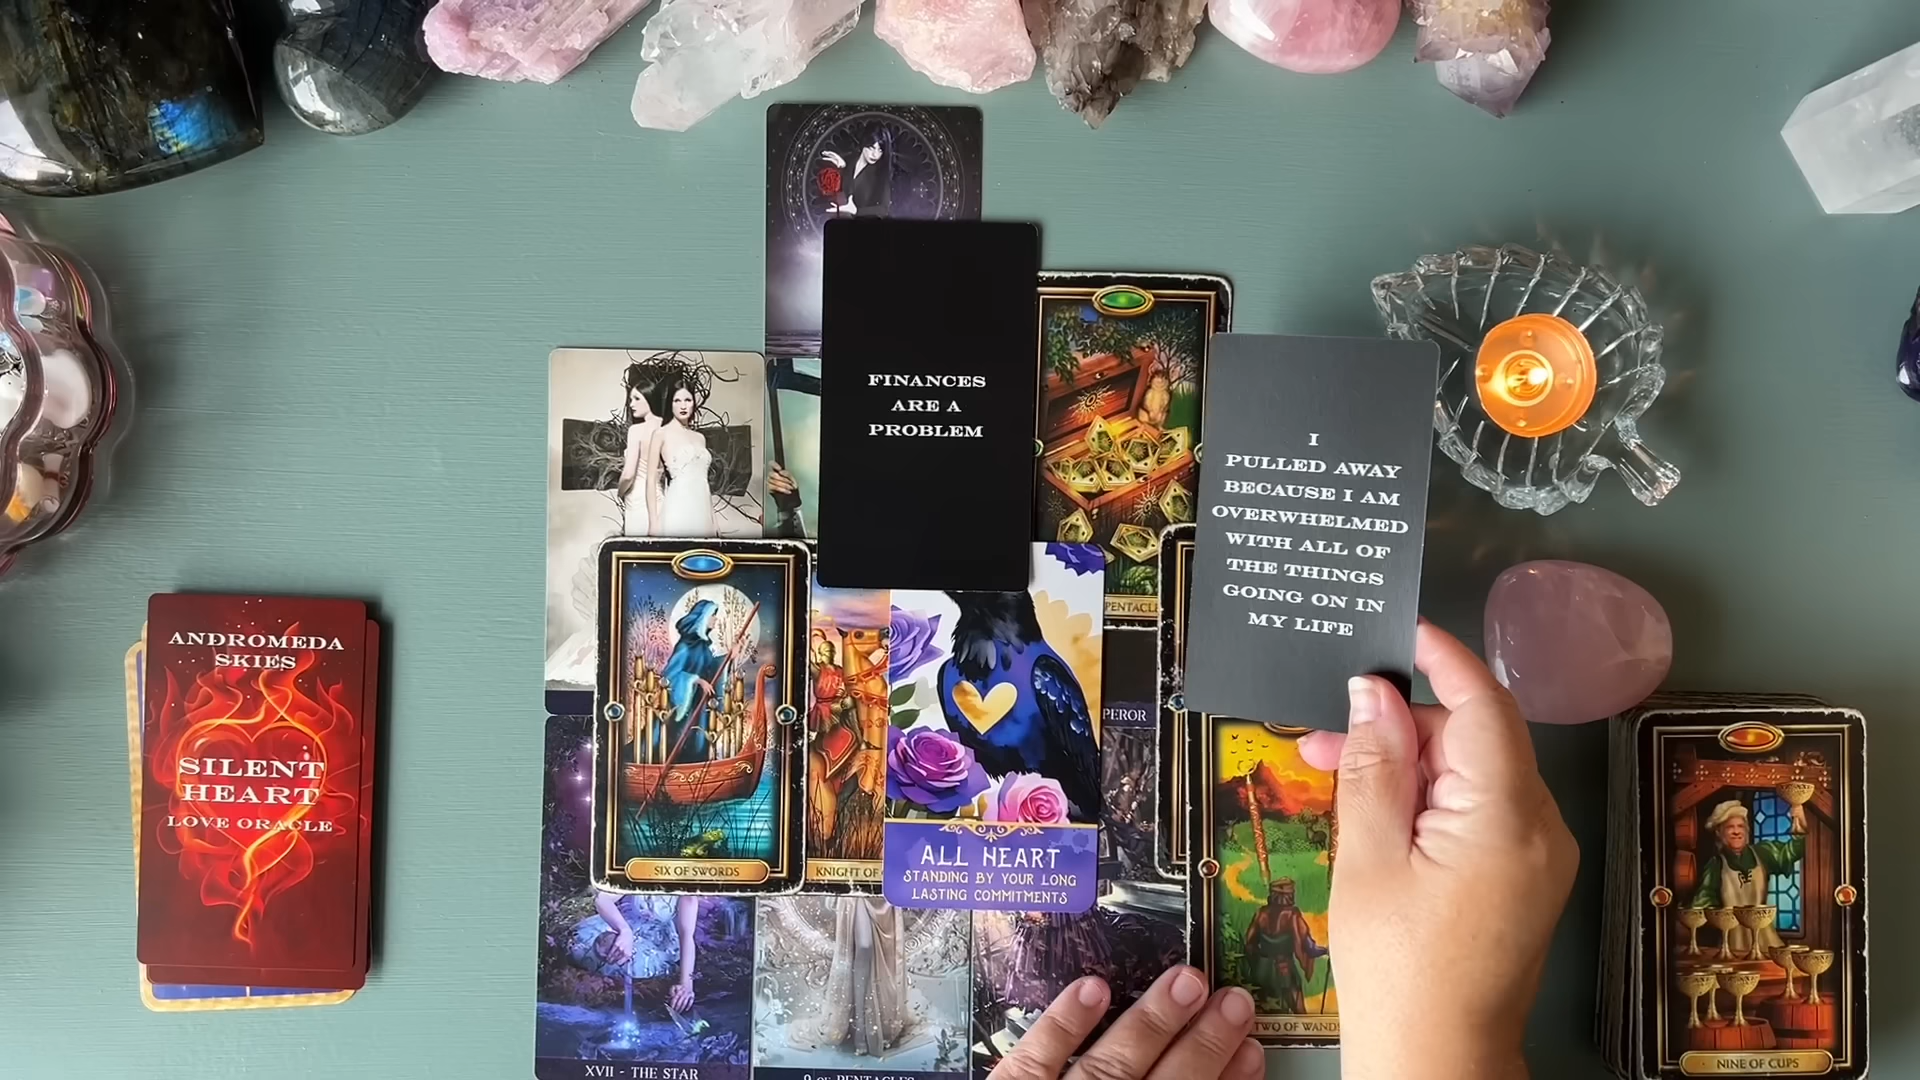 FINANCES
ARE A
PROBLEM
I
PULLED AWAY
BECAUSE I AM
OVERWHELMED
WITH ALL OF
THE THINGS
GOING ON IN
MY LIFE
ANDROMEDA
SKIES
SILENT
HEART
LOVE ORACLE
SIX OF SWORDS
KNIGHT OF
ALL HEART
STANDING BY YOUR LONG
LASTING COMMITMENTS
TWO OF WANDS
NINE OF CUPS
XVII - THE STAR